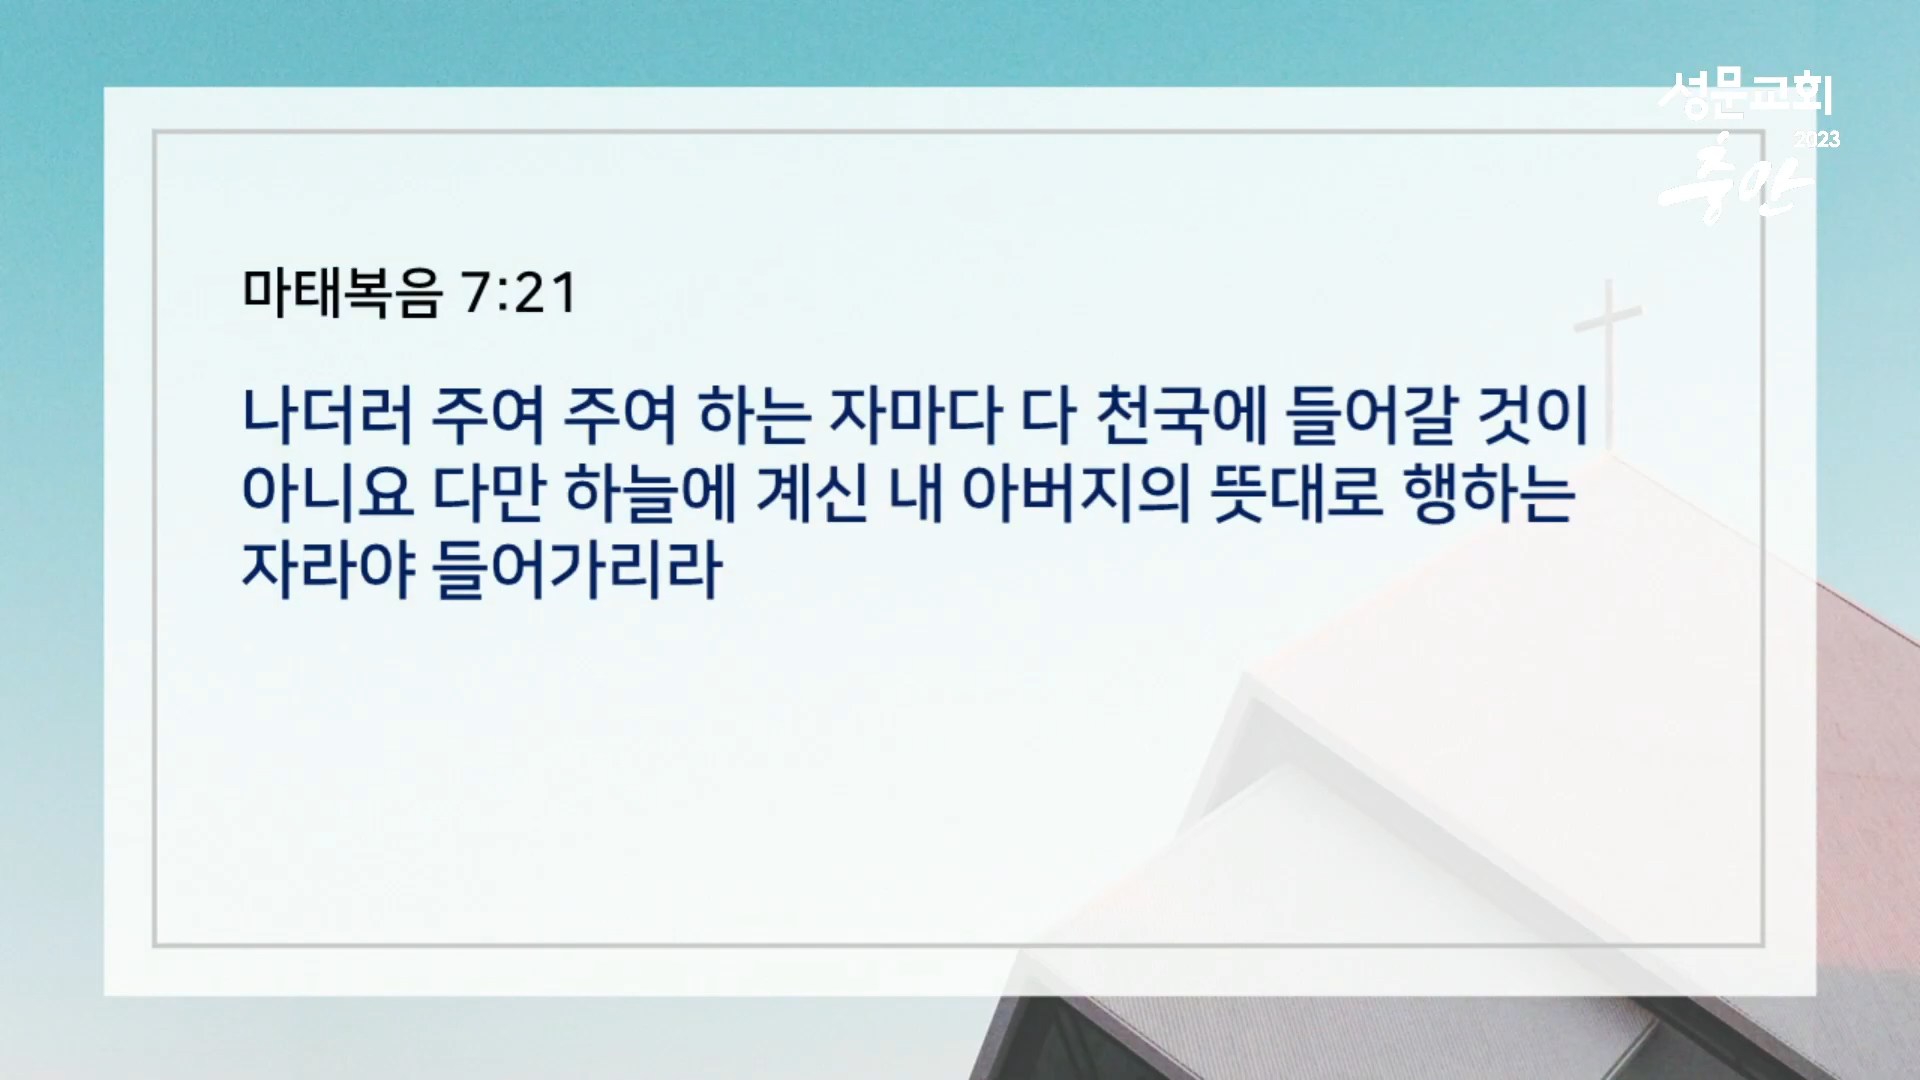 성문교회
2023
충만
마태복음 7:21
나더러 주여 주여 하는 자마다 다 천국에 들어갈 것이
아니요 다만 하늘에 계신 내 아버지의 뜻대로 행하는
자라야 들어가리라